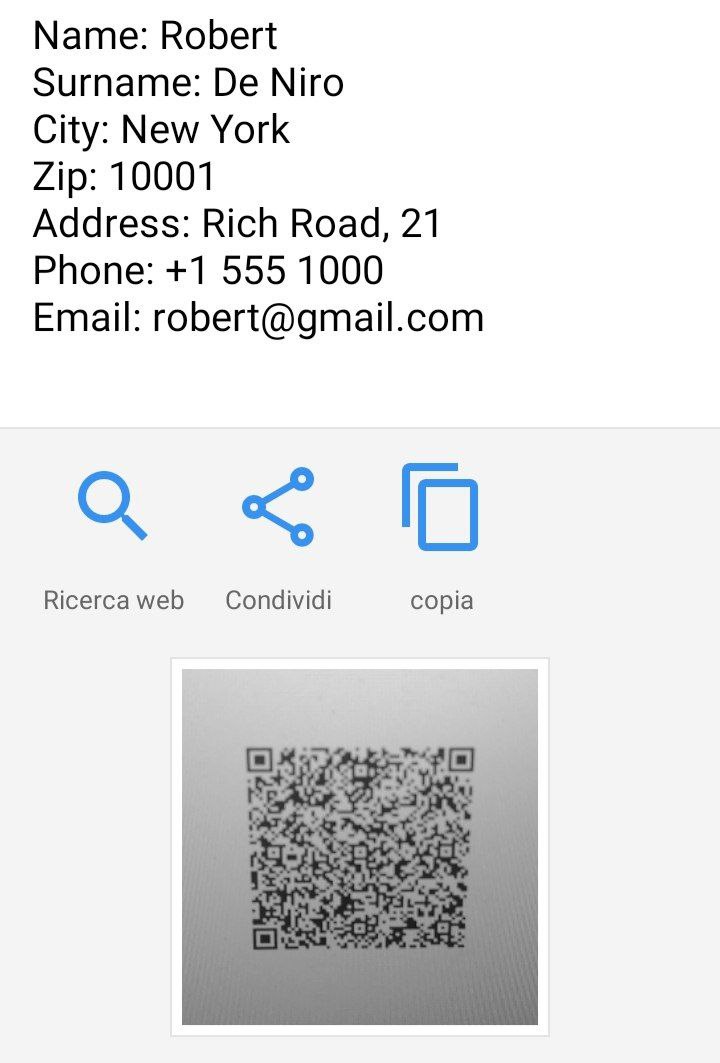 Name: Robert
Surname: De Niro
City: New York
Zip: 10001
Address: Rich Road, 21
Phone: +1 555 1000
Email: robert@gmail.com
Ricerca web
Condividi
copia